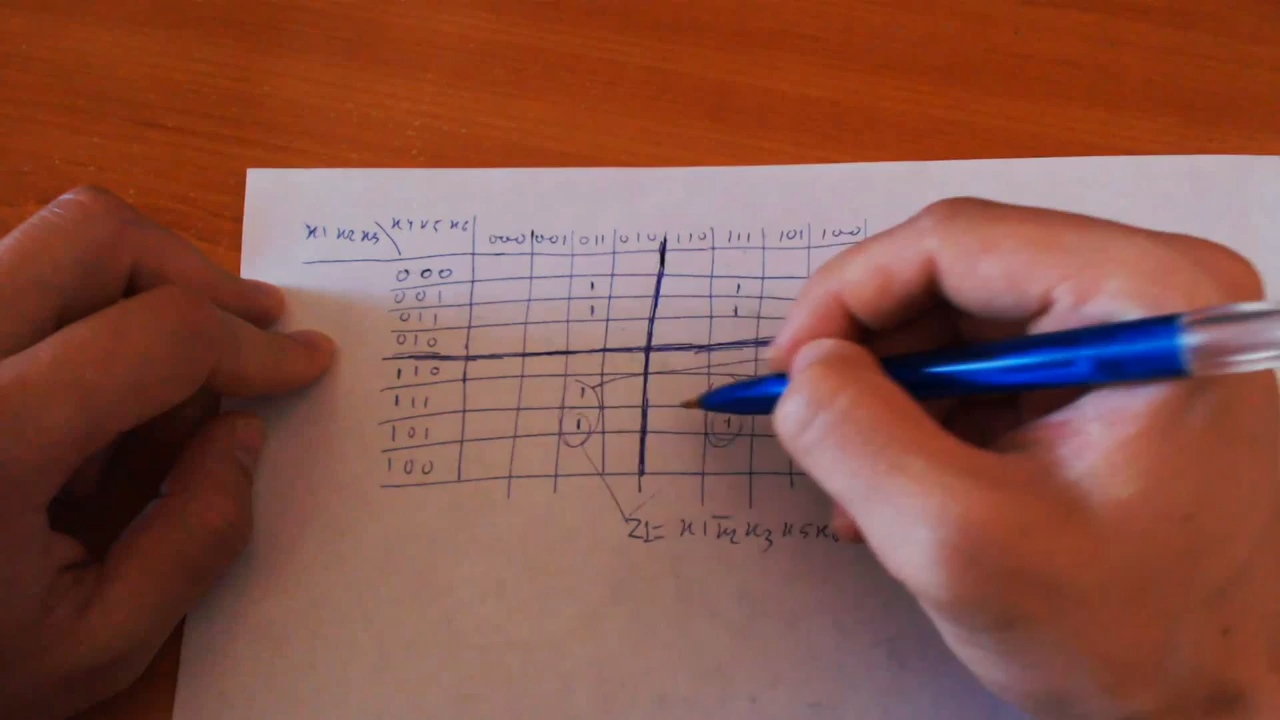 x1 x2 x3 \ x4 x5 x6 000 001 011 010 110 111 101 100
000
001 1 1
011 1 1
010
110
111 1
101 1 1
100
Z1= x1 x̅2 x3 x5 x